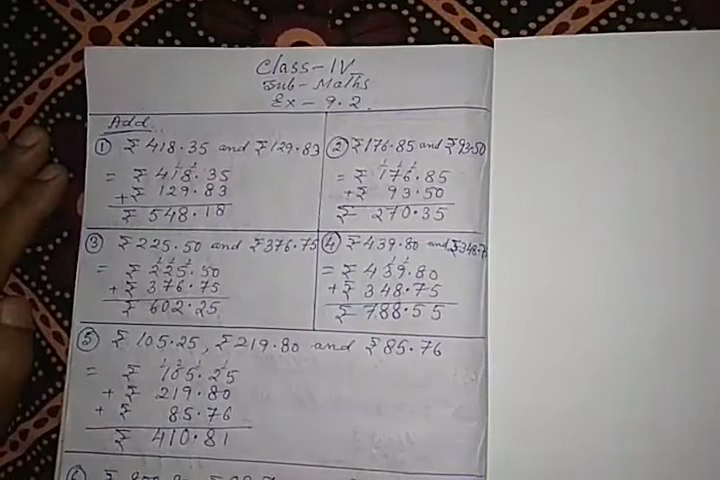 Class-IV
Sub-Maths
Ex-9.2.
Add
① ₹418.35 and ₹129.83
= ₹ 418.35
+ ₹ 129.83
₹ 548.18
② ₹176.85 and ₹93.50
= ₹ 176.85
+ ₹ 93.50
₹ 270.35
③ ₹225.50 and ₹376.75
= ₹ 225.50
+ ₹ 376.75
₹ 602.25
④ ₹439.80 and
= ₹ 439.80
+ ₹ 348.75
₹ 788.55
⑤ ₹105.25, ₹219.80 and ₹85.76
= ₹ 105.25
+ ₹ 219.80
+ ₹ 85.76
₹ 410.81